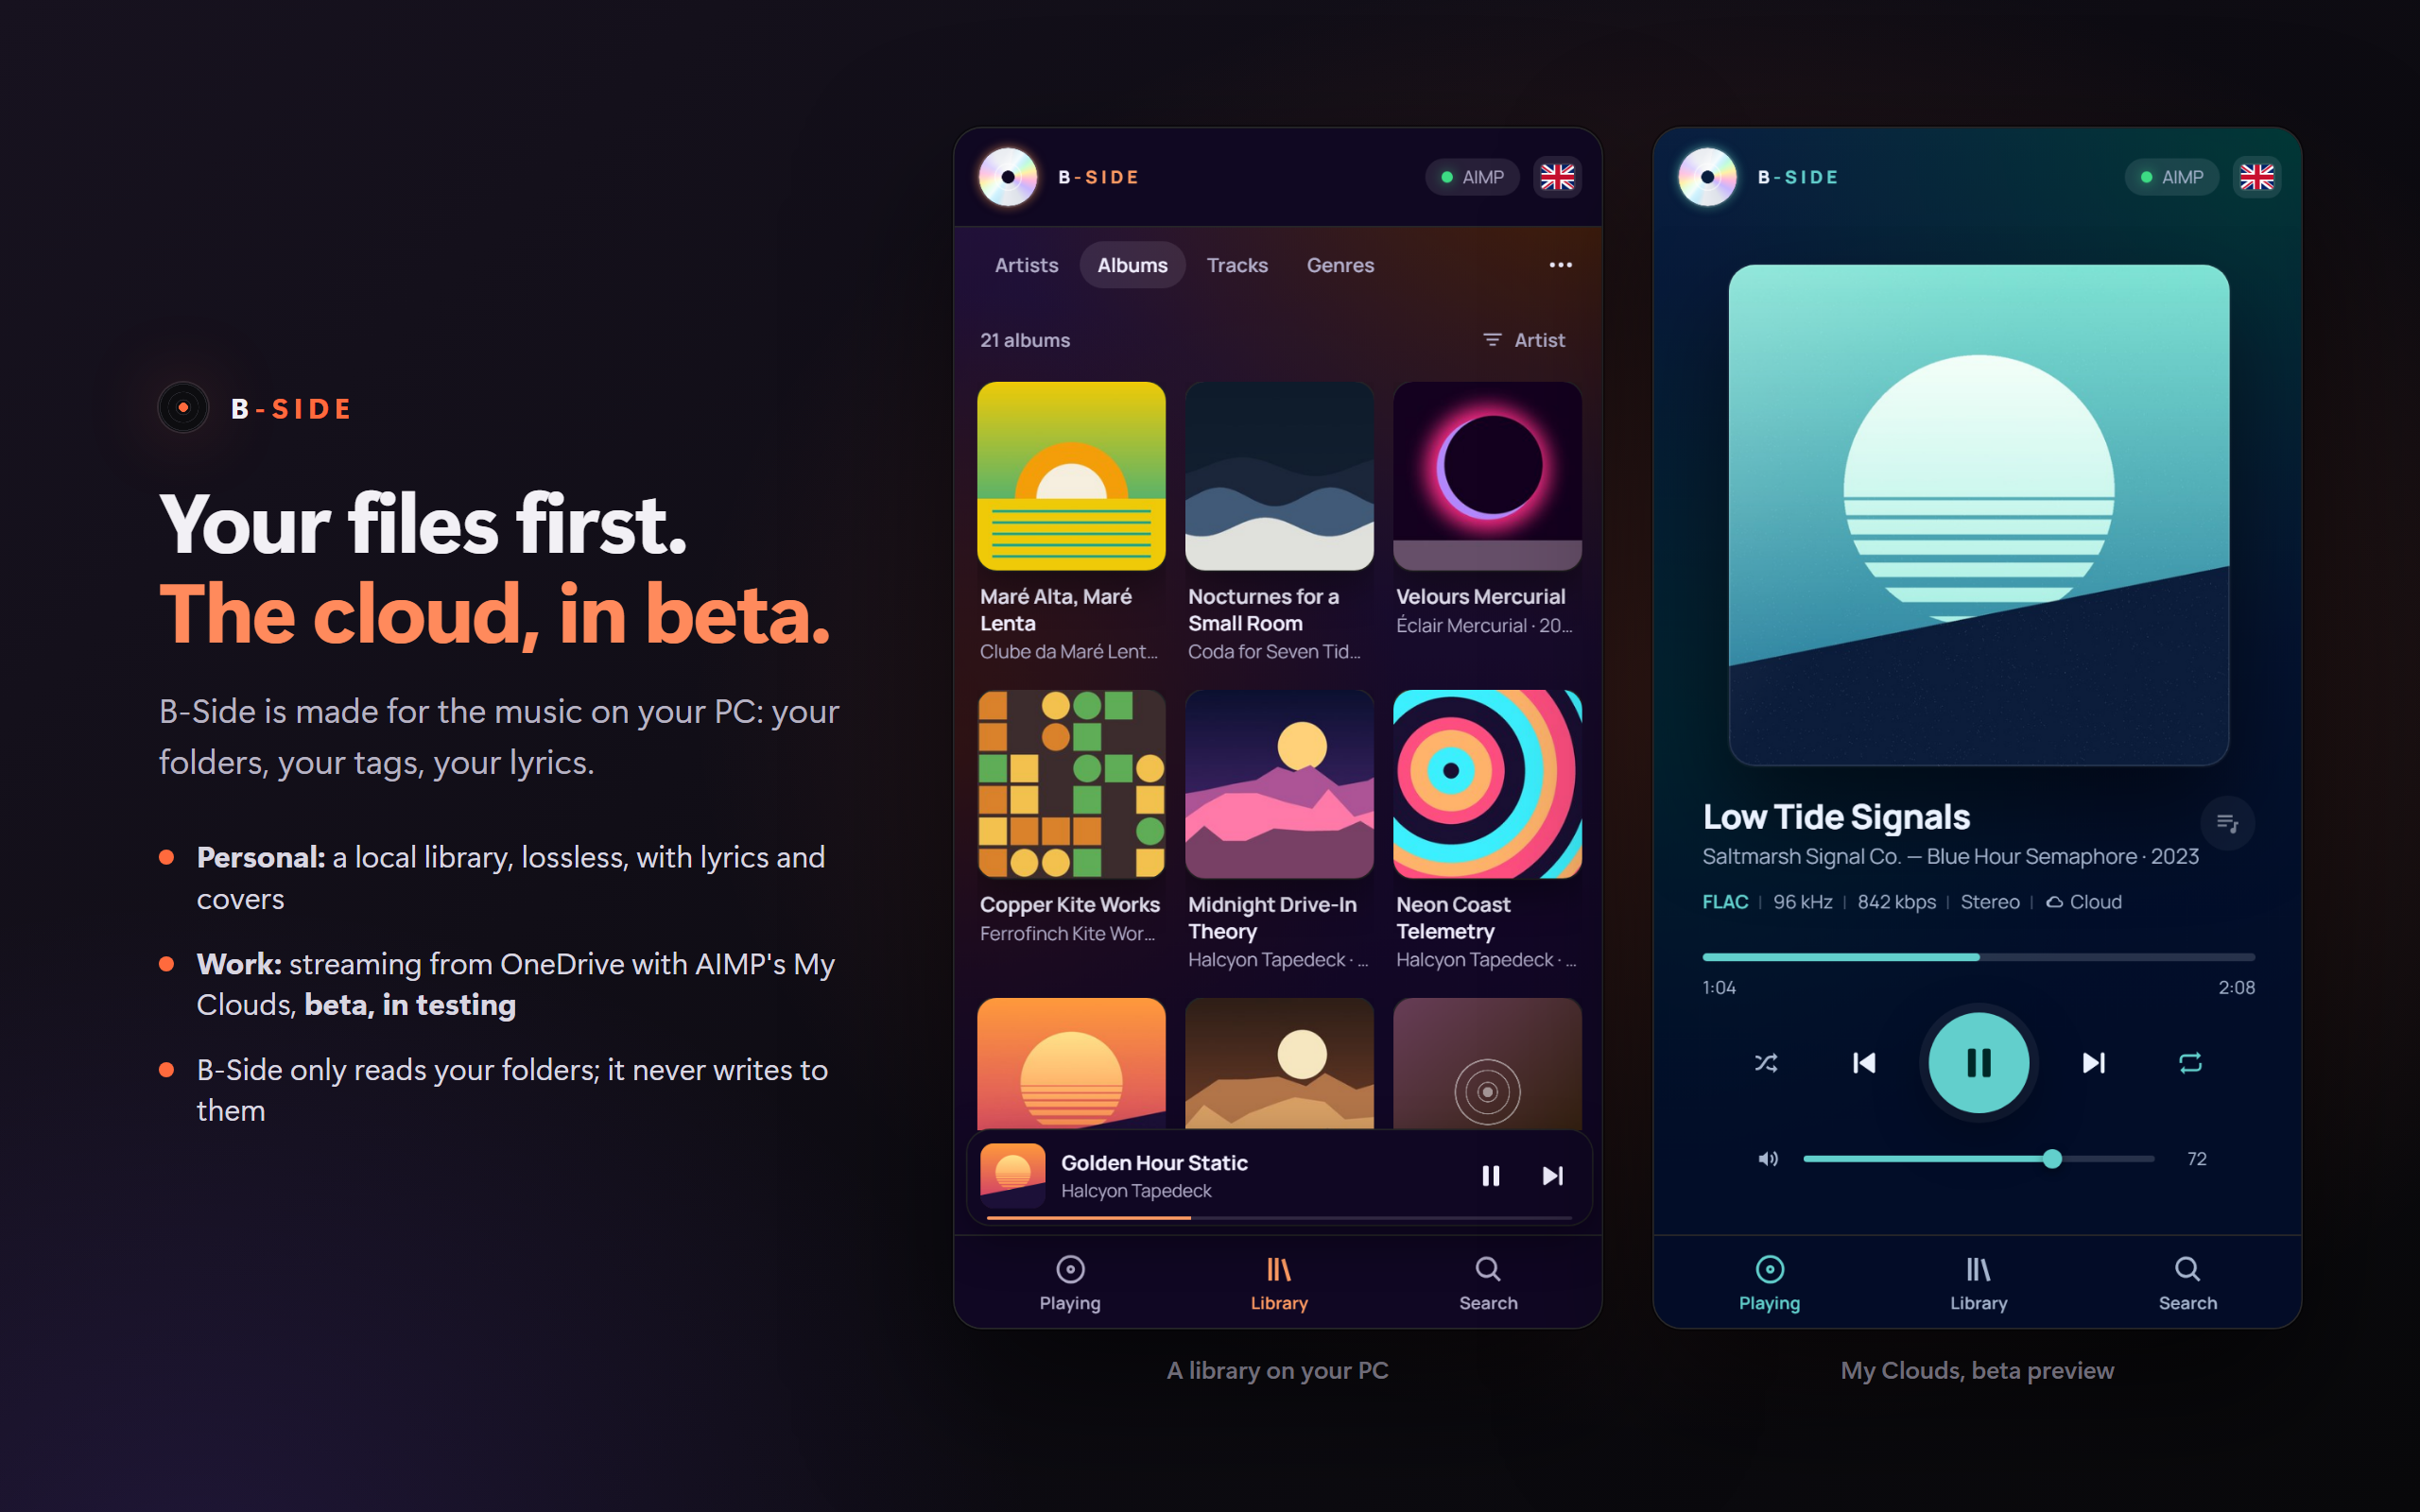 B-SIDE
Your files first.
The cloud, in beta.
B-Side is made for the music on your PC: your
folders, your tags, your lyrics.
Personal: a local library, lossless, with lyrics and
covers
Work: streaming from OneDrive with AIMP's My
Clouds, beta, in testing
B-Side only reads your folders; it never writes to
them
B-SIDE
AIMP
Artists
Albums
Tracks
Genres
21 albums
Artist
Maré Alta, Maré
Lenta
Clube da Maré Lent...
Nocturnes for a
Small Room
Coda for Seven Tid...
Velours Mercurial
Éclair Mercurial · 20...
Copper Kite Works
Ferrofinch Kite Wor...
Midnight Drive-In
Theory
Halcyon Tapedeck · ...
Neon Coast
Telemetry
Halcyon Tapedeck · ...
Golden Hour Static
Halcyon Tapedeck
Playing
Library
Search
A library on your PC
B-SIDE
AIMP
Low Tide Signals
Saltmarsh Signal Co. — Blue Hour Semaphore · 2023
FLAC | 96 kHz | 842 kbps | Stereo | Cloud
1:04
2:08
72
Playing
Library
Search
My Clouds, beta preview